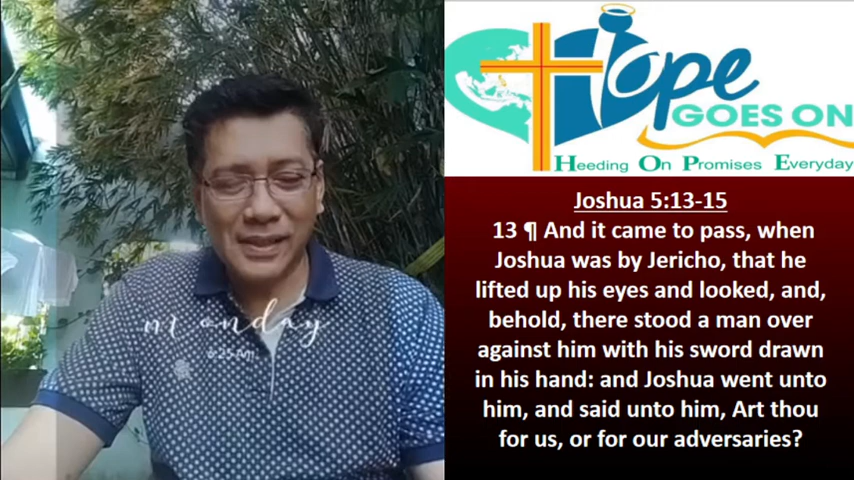 monday
6:25 AM
Hope
GOES ON
Heeding On Promises Everyday
Joshua 5:13-15
13 ¶ And it came to pass, when
Joshua was by Jericho, that he
lifted up his eyes and looked, and,
behold, there stood a man over
against him with his sword drawn
in his hand: and Joshua went unto
him, and said unto him, Art thou
for us, or for our adversaries?